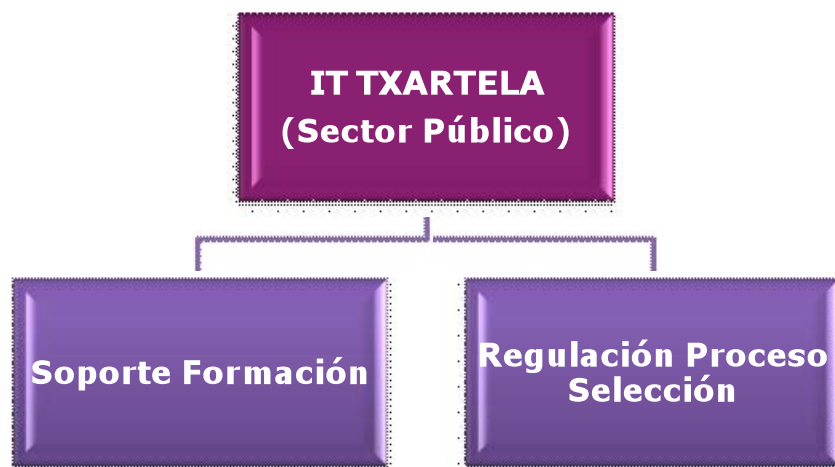 IT TXARTELA
(Sector Público)
Soporte Formación
Regulación Proceso
Selección